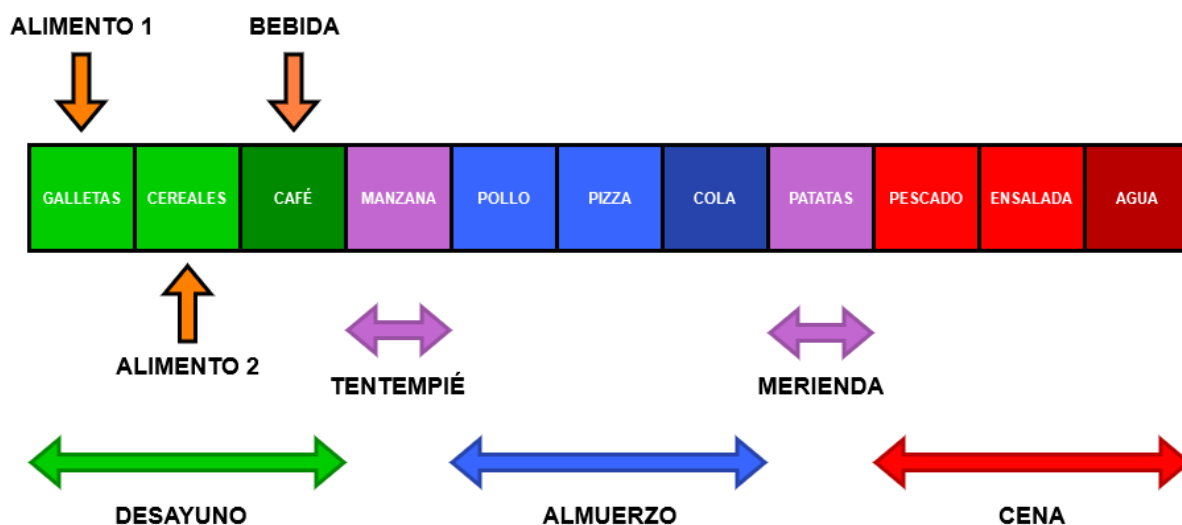 ALIMENTO 1 BEBIDA
GALLETAS CEREALES CAFÉ MANZANA POLLO PIZZA COLA PATATAS PESCADO ENSALADA AGUA
ALIMENTO 2
TENTEMPIÉ MERIENDA
DESAYUNO ALMUERZO CENA